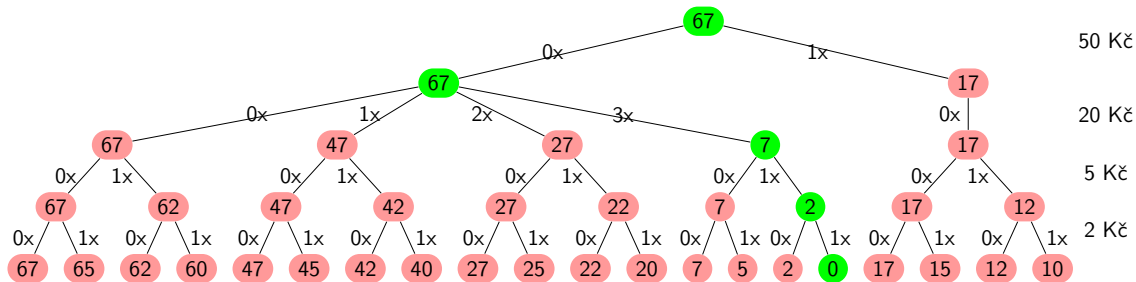 67
50 Kč
0x 1x
67 17
20 Kč
0x 1x 2x 3x 0x
67 47 27 7 17
5 Kč
0x 1x 0x 1x 0x 1x 0x 1x 0x 1x
67 62 47 42 27 22 7 2 17 12
2 Kč
0x 1x 0x 1x 0x 1x 0x 1x 0x 1x 0x 1x 0x 1x 0x 1x 0x 1x 0x 1x
67 65 62 60 47 45 42 40 27 25 22 20 7 5 2 0 17 15 12 10